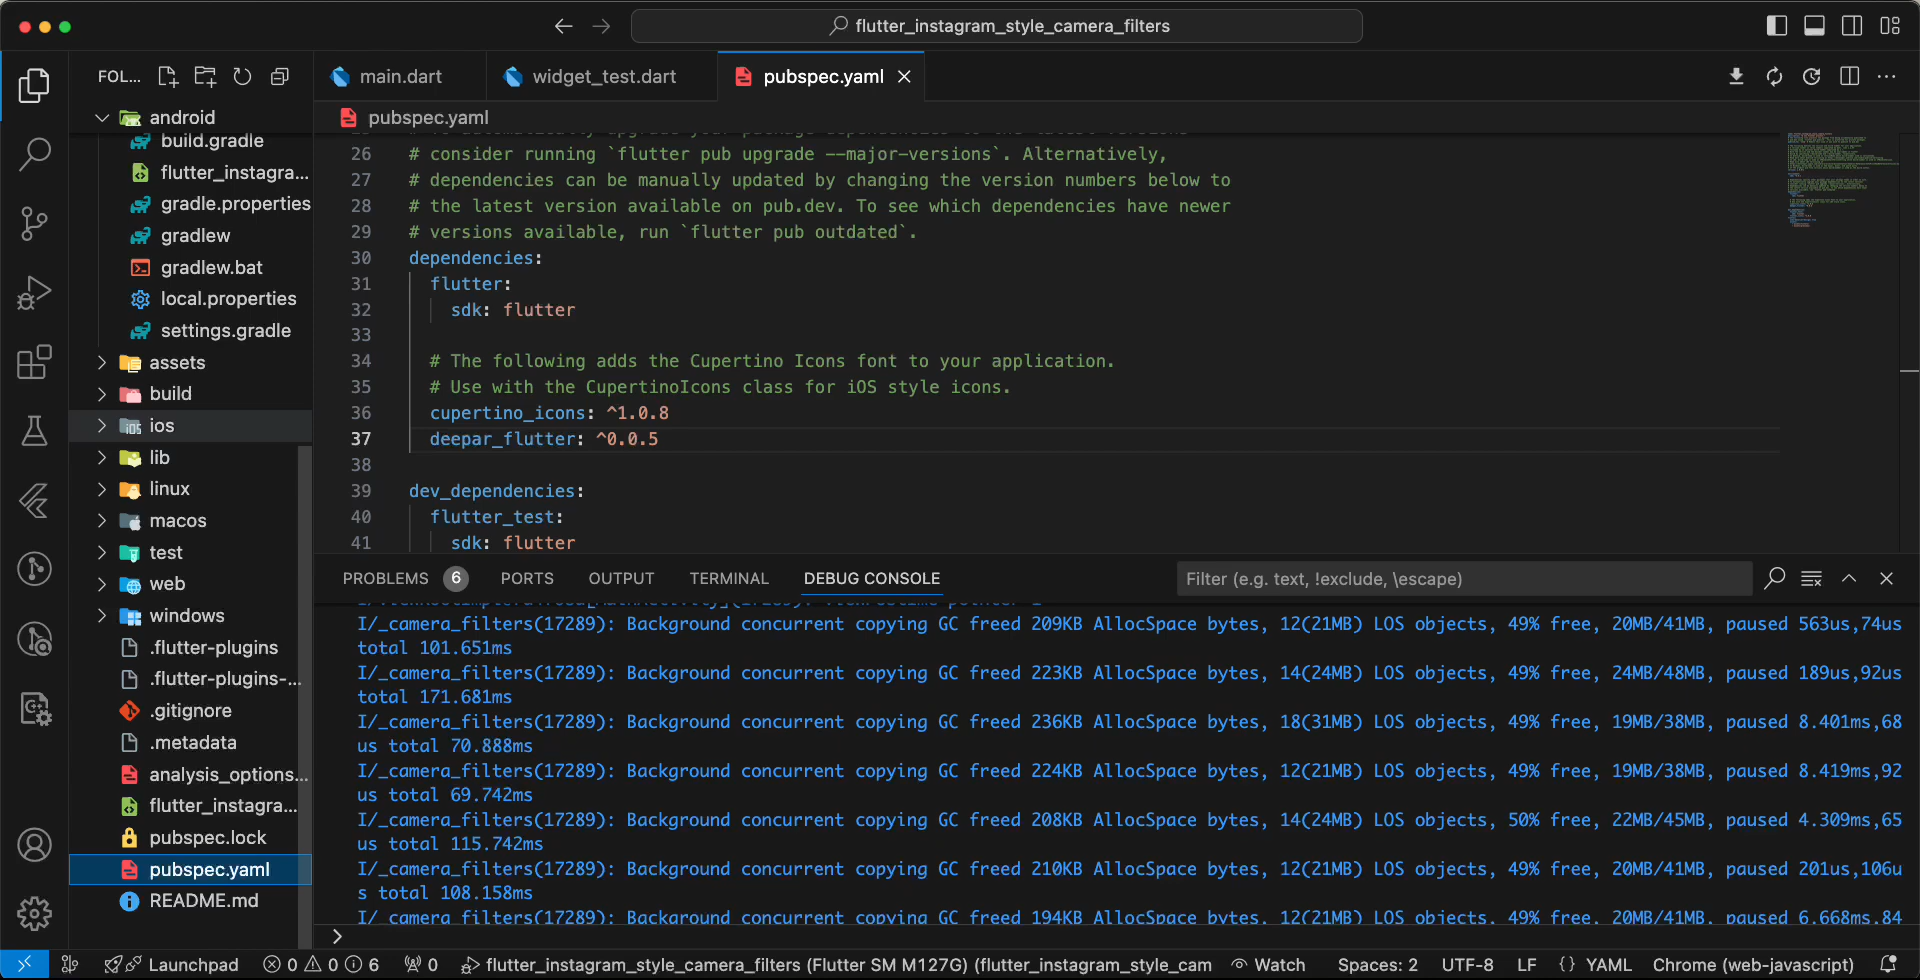 flutter_instagram_style_camera_filters
FOL...
main.dart
widget_test.dart
pubspec.yaml
android
build.gradle
flutter_instagra...
gradle.properties
gradlew
gradlew.bat
local.properties
settings.gradle
assets
build
ios
lib
linux
macos
test
web
windows
.flutter-plugins
.flutter-plugins-...
.gitignore
.metadata
analysis_options...
flutter_instagra...
pubspec.lock
pubspec.yaml
README.md
pubspec.yaml
26 # consider running `flutter pub upgrade --major-versions`. Alternatively,
27 # dependencies can be manually updated by changing the version numbers below to
28 # the latest version available on pub.dev. To see which dependencies have newer
29 # versions available, run `flutter pub outdated`.
30 dependencies:
31 flutter:
32 sdk: flutter
33
34 # The following adds the Cupertino Icons font to your application.
35 # Use with the CupertinoIcons class for iOS style icons.
36 cupertino_icons: ^1.0.8
37 deepar_flutter: ^0.0.5
38
39 dev_dependencies:
40 flutter_test:
41 sdk: flutter
PROBLEMS 6 PORTS OUTPUT TERMINAL DEBUG CONSOLE
Filter (e.g. text, !exclude, \escape)
I/_camera_filters(17289): Background concurrent copying GC freed 209KB AllocSpace bytes, 12(21MB) LOS objects, 49% free, 20MB/41MB, paused 563us,74us
total 101.651ms
I/_camera_filters(17289): Background concurrent copying GC freed 223KB AllocSpace bytes, 14(24MB) LOS objects, 49% free, 24MB/48MB, paused 189us,92us
total 171.681ms
I/_camera_filters(17289): Background concurrent copying GC freed 236KB AllocSpace bytes, 18(31MB) LOS objects, 49% free, 19MB/38MB, paused 8.401ms,68
us total 70.888ms
I/_camera_filters(17289): Background concurrent copying GC freed 224KB AllocSpace bytes, 12(21MB) LOS objects, 49% free, 19MB/38MB, paused 8.419ms,92
us total 69.742ms
I/_camera_filters(17289): Background concurrent copying GC freed 208KB AllocSpace bytes, 14(24MB) LOS objects, 50% free, 22MB/45MB, paused 4.309ms,65
us total 115.742ms
I/_camera_filters(17289): Background concurrent copying GC freed 210KB AllocSpace bytes, 12(21MB) LOS objects, 49% free, 20MB/41MB, paused 201us,106u
s total 108.158ms
I/_camera_filters(17289): Background concurrent copying GC freed 194KB AllocSpace bytes, 12(21MB) LOS objects, 49% free, 20MB/41MB, paused 6.668ms,84
Launchpad 0 0 6 0 flutter_instagram_style_camera_filters (Flutter SM M127G) (flutter_instagram_style_cam Watch Spaces: 2 UTF-8 LF {} YAML Chrome (web-javascript)